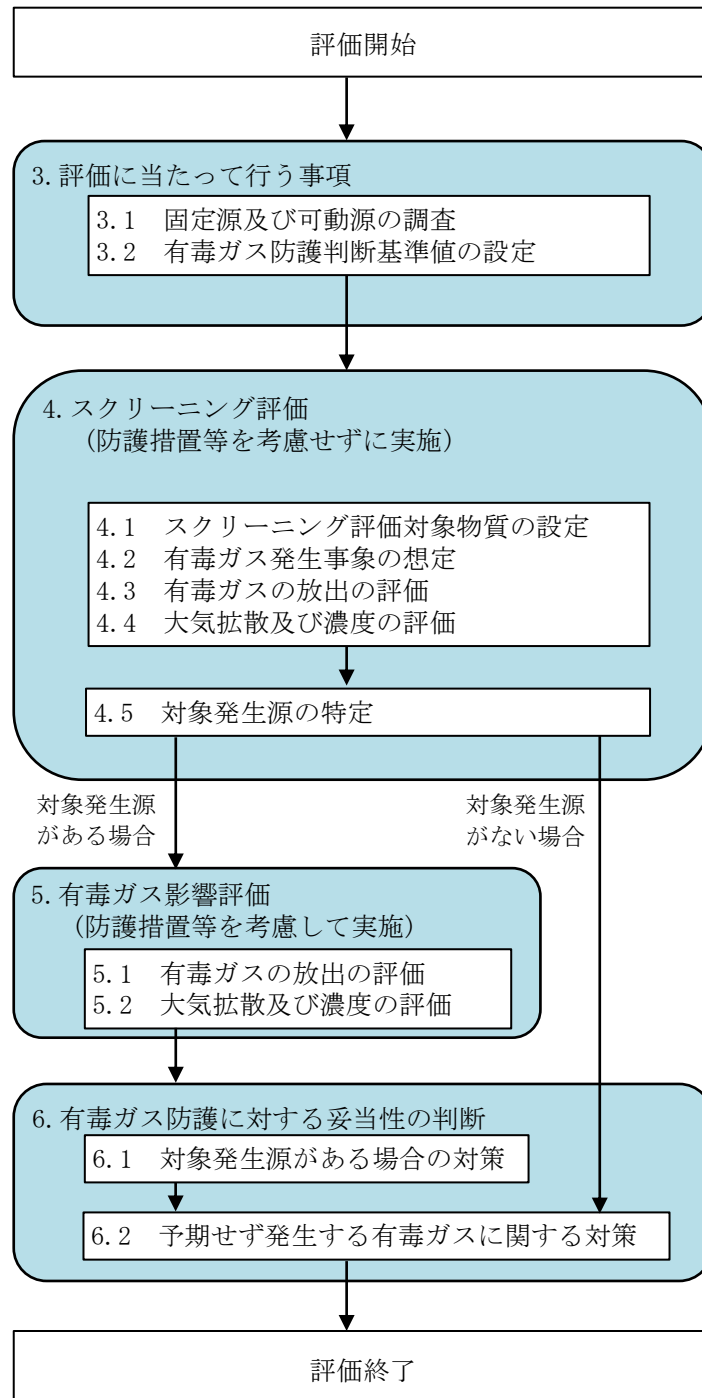 評価開始
3.評価に当たって行う事項
3.1 固定源及び可動源の調査
3.2 有毒ガス防護判断基準値の設定
4.スクリーニング評価
(防護措置等を考慮せずに実施)
4.1 スクリーニング評価対象物質の設定
4.2 有毒ガス発生事象の想定
4.3 有毒ガスの放出の評価
4.4 大気拡散及び濃度の評価
4.5 対象発生源の特定
対象発生源
がある場合
対象発生源
がない場合
5.有毒ガス影響評価
(防護措置等を考慮して実施)
5.1 有毒ガスの放出の評価
5.2 大気拡散及び濃度の評価
6.有毒ガス防護に対する妥当性の判断
6.1 対象発生源がある場合の対策
6.2 予期せず発生する有毒ガスに関する対策
評価終了